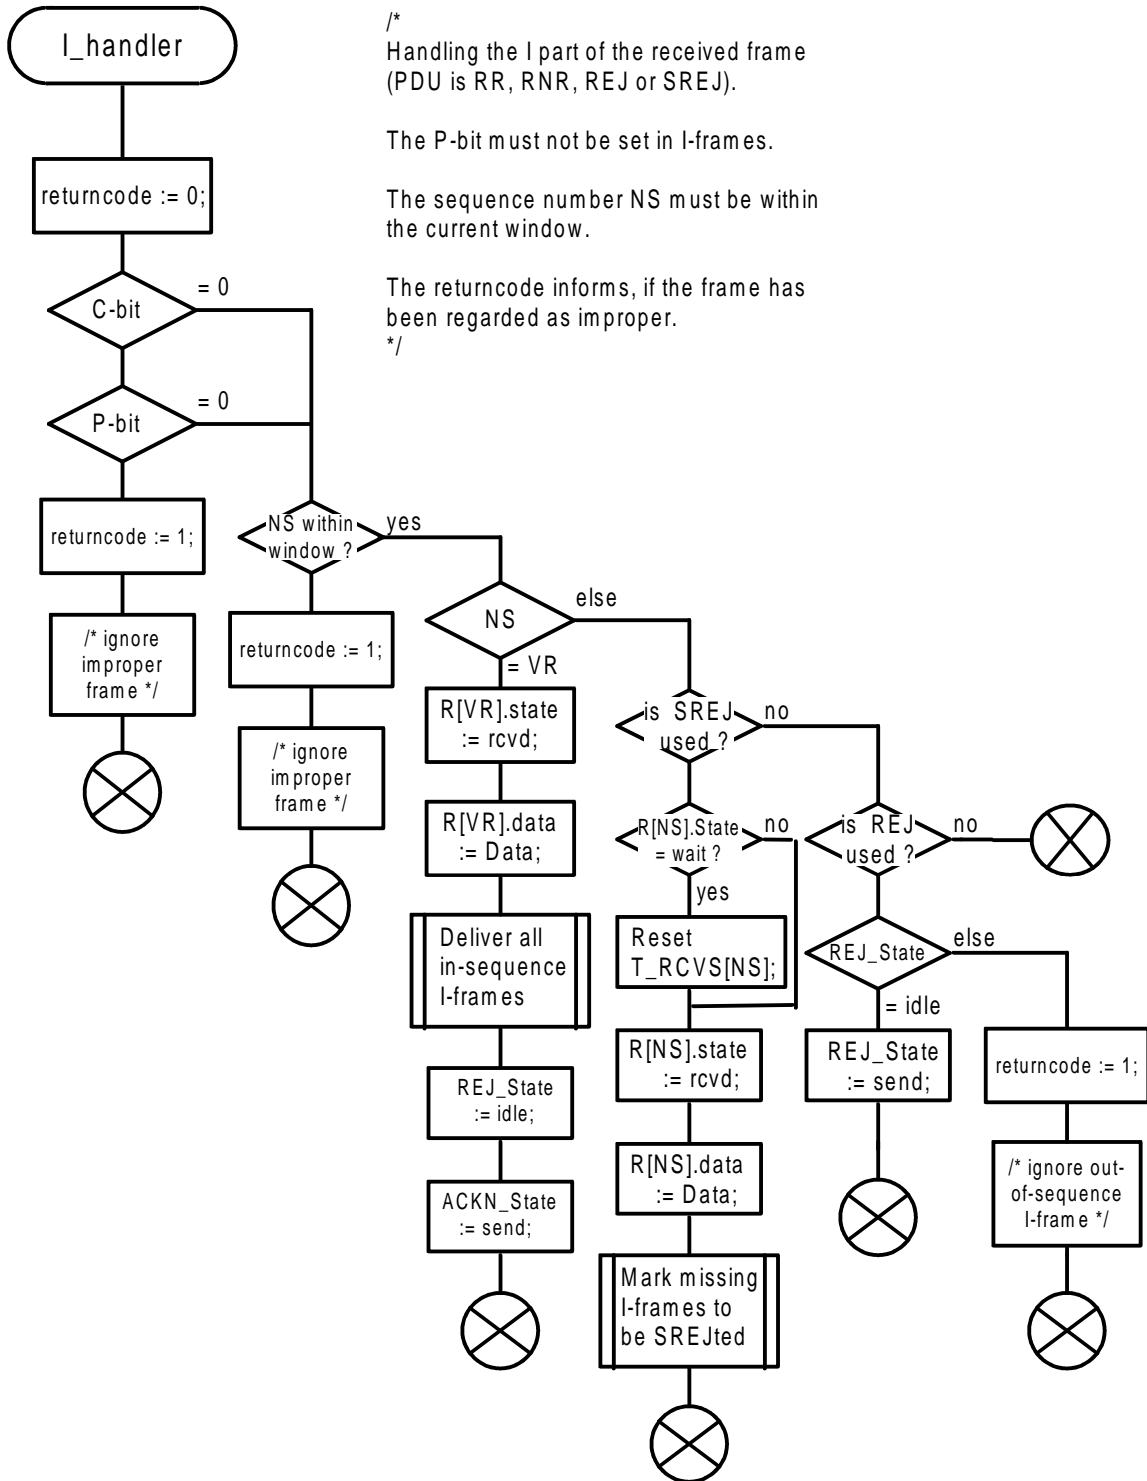 I_handler
/*
Handling the I part of the received frame
(PDU is RR, RNR, REJ or SREJ).
The P-bit must not be set in I-frames.
The sequence number NS must be within
the current window.
The returncode informs, if the frame has
been regarded as improper.
*/
returncode := 0;
C-bit
= 0
P-bit
= 0
returncode := 1;
/* ignore
improper
frame */
NS within
window ?
yes
returncode := 1;
/* ignore
improper
frame */
NS
else
= VR
R[VR].state
:= rcvd;
R[VR].data
:= Data;
Deliver all
in-sequence
I-frames
REJ_State
:= idle;
ACKN_State
:= send;
is SREJ
used ?
no
R[NS].State
= wait ?
no
yes
Reset
T_RCVS[NS];
R[NS].state
:= rcvd;
R[NS].data
:= Data;
Mark missing
I-frames to
be SREJted
is REJ
used ?
no
REJ_State
else
= idle
REJ_State
:= send;
returncode := 1;
/* ignore out-
of-sequence
I-frame */